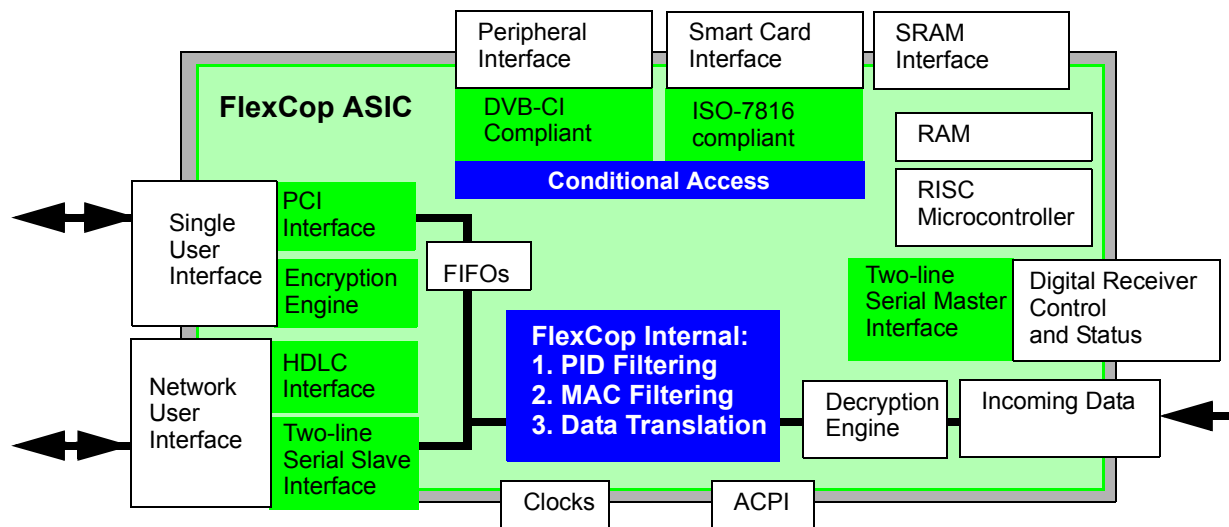 Peripheral
Interface
Smart Card
Interface
SRAM
Interface
FlexCop ASIC
DVB-CI
Compliant
ISO-7816
compliant
Conditional Access
RAM
RISC
Microcontroller
Single
User
Interface
PCI
Interface
Encryption
Engine
FIFOs
Two-line
Serial Master
Interface
Digital Receiver
Control
and Status
Network
User
Interface
HDLC
Interface
Two-line
Serial Slave
Interface
FlexCop Internal:
1. PID Filtering
2. MAC Filtering
3. Data Translation
Decryption
Engine
Incoming Data
Clocks
ACPI